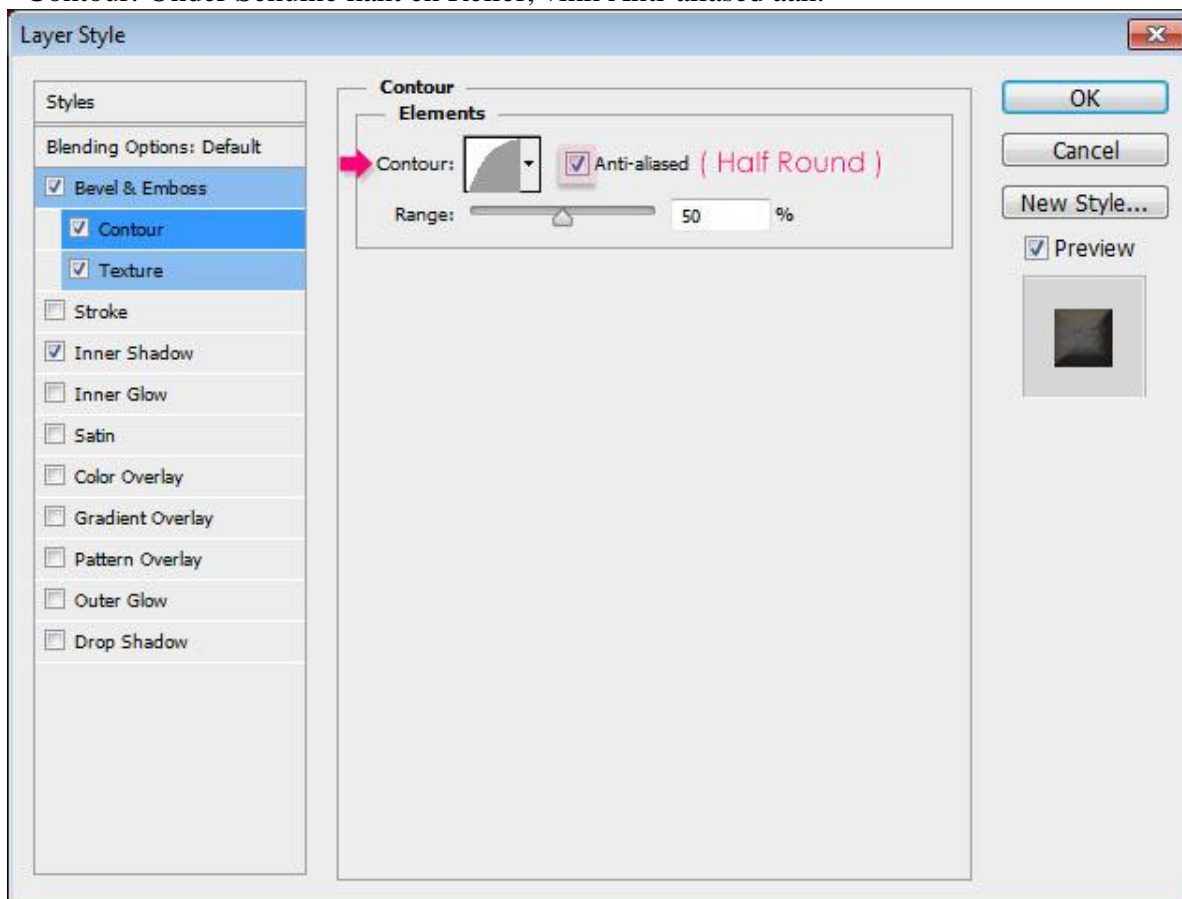 Layer Style
Styles
Blending Options: Default
Bevel & Emboss
Contour
Texture
Stroke
Inner Shadow
Inner Glow
Satin
Color Overlay
Gradient Overlay
Pattern Overlay
Outer Glow
Drop Shadow
Contour
Elements
Contour: Anti-aliased ( Half Round )
Range: 50 %
OK
Cancel
New Style...
Preview